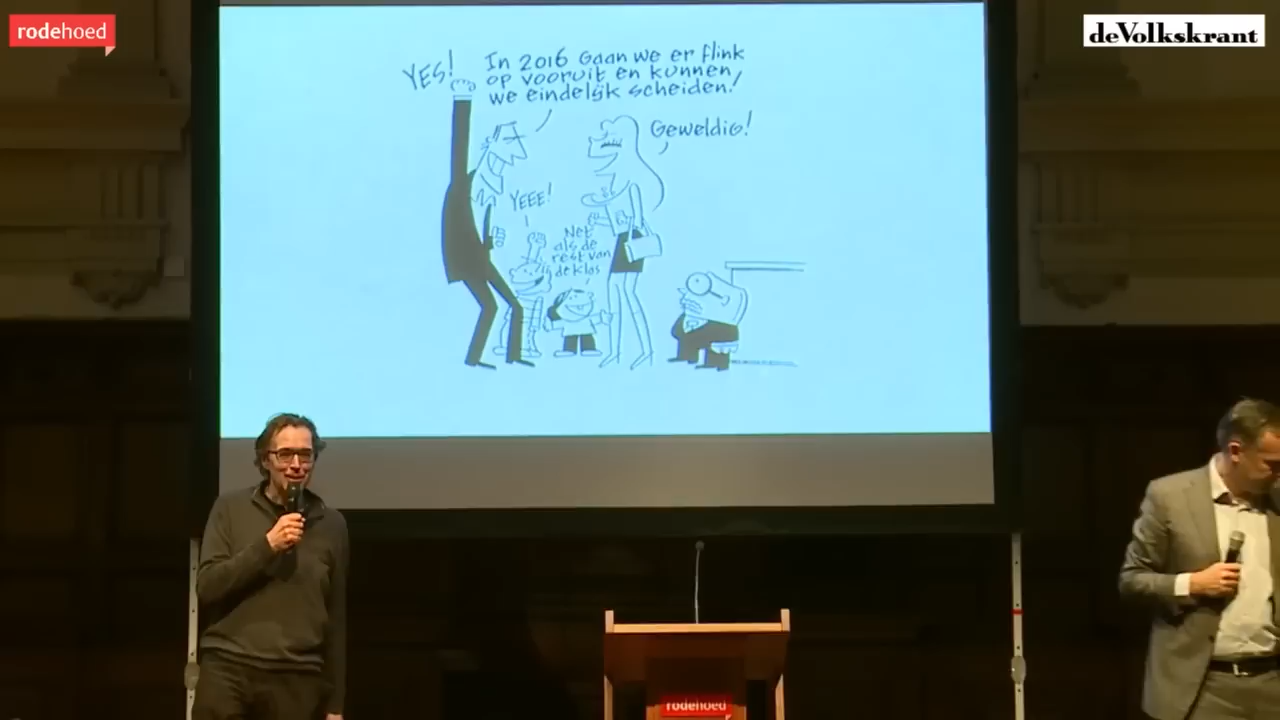 rodehoed
deVolkskrant
YES!
In 2016 gaan we er flink
op vooruit en kunnen
we eindelijk scheiden!
Geweldig!
YEEE!
Net
als de
rest van
de klas
rodehoed